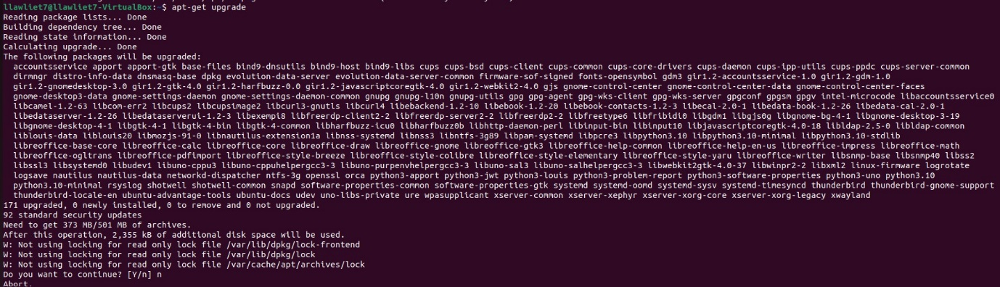 llawliet7@llawliet7-VirtualBox:~$ apt-get upgrade
Reading package lists... Done
Building dependency tree... Done
Reading state information... Done
Calculating upgrade... Done
The following packages will be upgraded:
accountsservice apport apport-gtk base-files bind9-dnsutils bind9-host bind9-libs cups cups-bsd cups-client cups-common cups-core-drivers cups-daemon cups-ipp-utils cups-ppdc cups-server-common
dirmngr distro-info-data dnsmasq-base dpkg evolution-data-server evolution-data-server-common firmware-sof-signed fonts-opensymbol gdm3 gir1.2-accountsservice-1.0 gir1.2-gdm-1.0
gir1.2-gnomedesktop-3.0 gir1.2-gtk-4.0 gir1.2-harfbuzz-0.0 gir1.2-javascriptcoregtk-4.0 gir1.2-webkit2-4.0 gjs gnome-control-center gnome-control-center-data gnome-control-center-faces
gnome-desktop3-data gnome-settings-daemon gnome-settings-daemon-common gnupg gnupg-l10n gnupg-utils gpg gpg-agent gpg-wks-client gpg-wks-server gpgconf gpgsm gpgv intel-microcode libaccountsservice0
libcamel-1.2-63 libcom-err2 libcups2 libcupsimage2 libcurl3-gnutls libcurl4 libebackend-1.2-10 libebook-1.2-20 libebook-contacts-1.2-3 libecal-2.0-1 libedata-book-1.2-26 libedata-cal-2.0-1
libedataserver-1.2-26 libedataserverui-1.2-3 libexempi8 libfreerdp-client2-2 libfreerdp-server2-2 libfreerdp2-2 libfreetype6 libfribidi0 libgdm1 libgjs0g libgnome-bg-4-1 libgnome-desktop-3-19
libgnome-desktop-4-1 libgtk-4-1 libgtk-4-bin libgtk-4-common libharfbuzz-icu0 libharfbuzz0b libhttp-daemon-perl libinput-bin libinput10 libjavascriptcoregtk-4.0-18 libldap-2.5-0 libldap-common
liblouis-data liblouis20 libmozjs-91-0 libnautilus-extension1a libnss-systemd libnss3 libntfs-3g89 libpam-systemd libpcre3 libpython3.10 libpython3.10-minimal libpython3.10-stdlib
libreoffice-base-core libreoffice-calc libreoffice-core libreoffice-draw libreoffice-gnome libreoffice-gtk3 libreoffice-help-common libreoffice-help-en-us libreoffice-impress libreoffice-math
libreoffice-ogltrans libreoffice-pdfimport libreoffice-style-breeze libreoffice-style-colibre libreoffice-style-elementary libreoffice-style-yaru libreoffice-writer libsnmp-base libsnmp40 libss2
libssl3 libsystemd0 libudev1 libuno-cppu3 libuno-cppuhelpergcc3-3 libuno-purpenvhelpergcc3-3 libuno-sal3 libuno-salhelpergcc3-3 libwebkit2gtk-4.0-37 libwinpr2-2 libxml2 linux-firmware logrotate
logsave nautilus nautilus-data networkd-dispatcher ntfs-3g openssl orca python3-apport python3-jwt python3-louis python3-problem-report python3-software-properties python3-uno python3.10
python3.10-minimal rsyslog shotwell shotwell-common snapd software-properties-common software-properties-gtk systemd systemd-oomd systemd-sysv systemd-timesyncd thunderbird thunderbird-gnome-support
thunderbird-locale-en ubuntu-advantage-tools ubuntu-docs udev uno-libs-private ure wpasupplicant xserver-common xserver-xephyr xserver-xorg-core xserver-xorg-legacy xwayland
171 upgraded, 0 newly installed, 0 to remove and 0 not upgraded.
92 standard security updates
Need to get 373 MB/501 MB of archives.
After this operation, 2,355 kB of additional disk space will be used.
W: Not using locking for read only lock file /var/lib/dpkg/lock-frontend
W: Not using locking for read only lock file /var/lib/dpkg/lock
W: Not using locking for read only lock file /var/cache/apt/archives/lock
Do you want to continue? [Y/n] n
Abort.